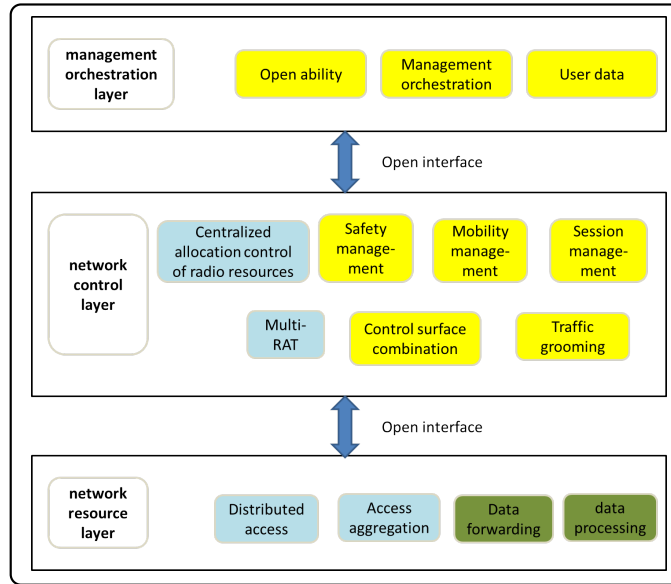 management
orchestration
layer
Open ability
Management
orchestration
User data
Open interface
network
control
layer
Centralized
allocation control
of radio resources
Safety
manage-
ment
Mobility
manage-
ment
Session
manage-
ment
Multi-
RAT
Control surface
combination
Traffic
grooming
Open interface
network
resource
layer
Distributed
access
Access
aggregation
Data
forwarding
data
processing